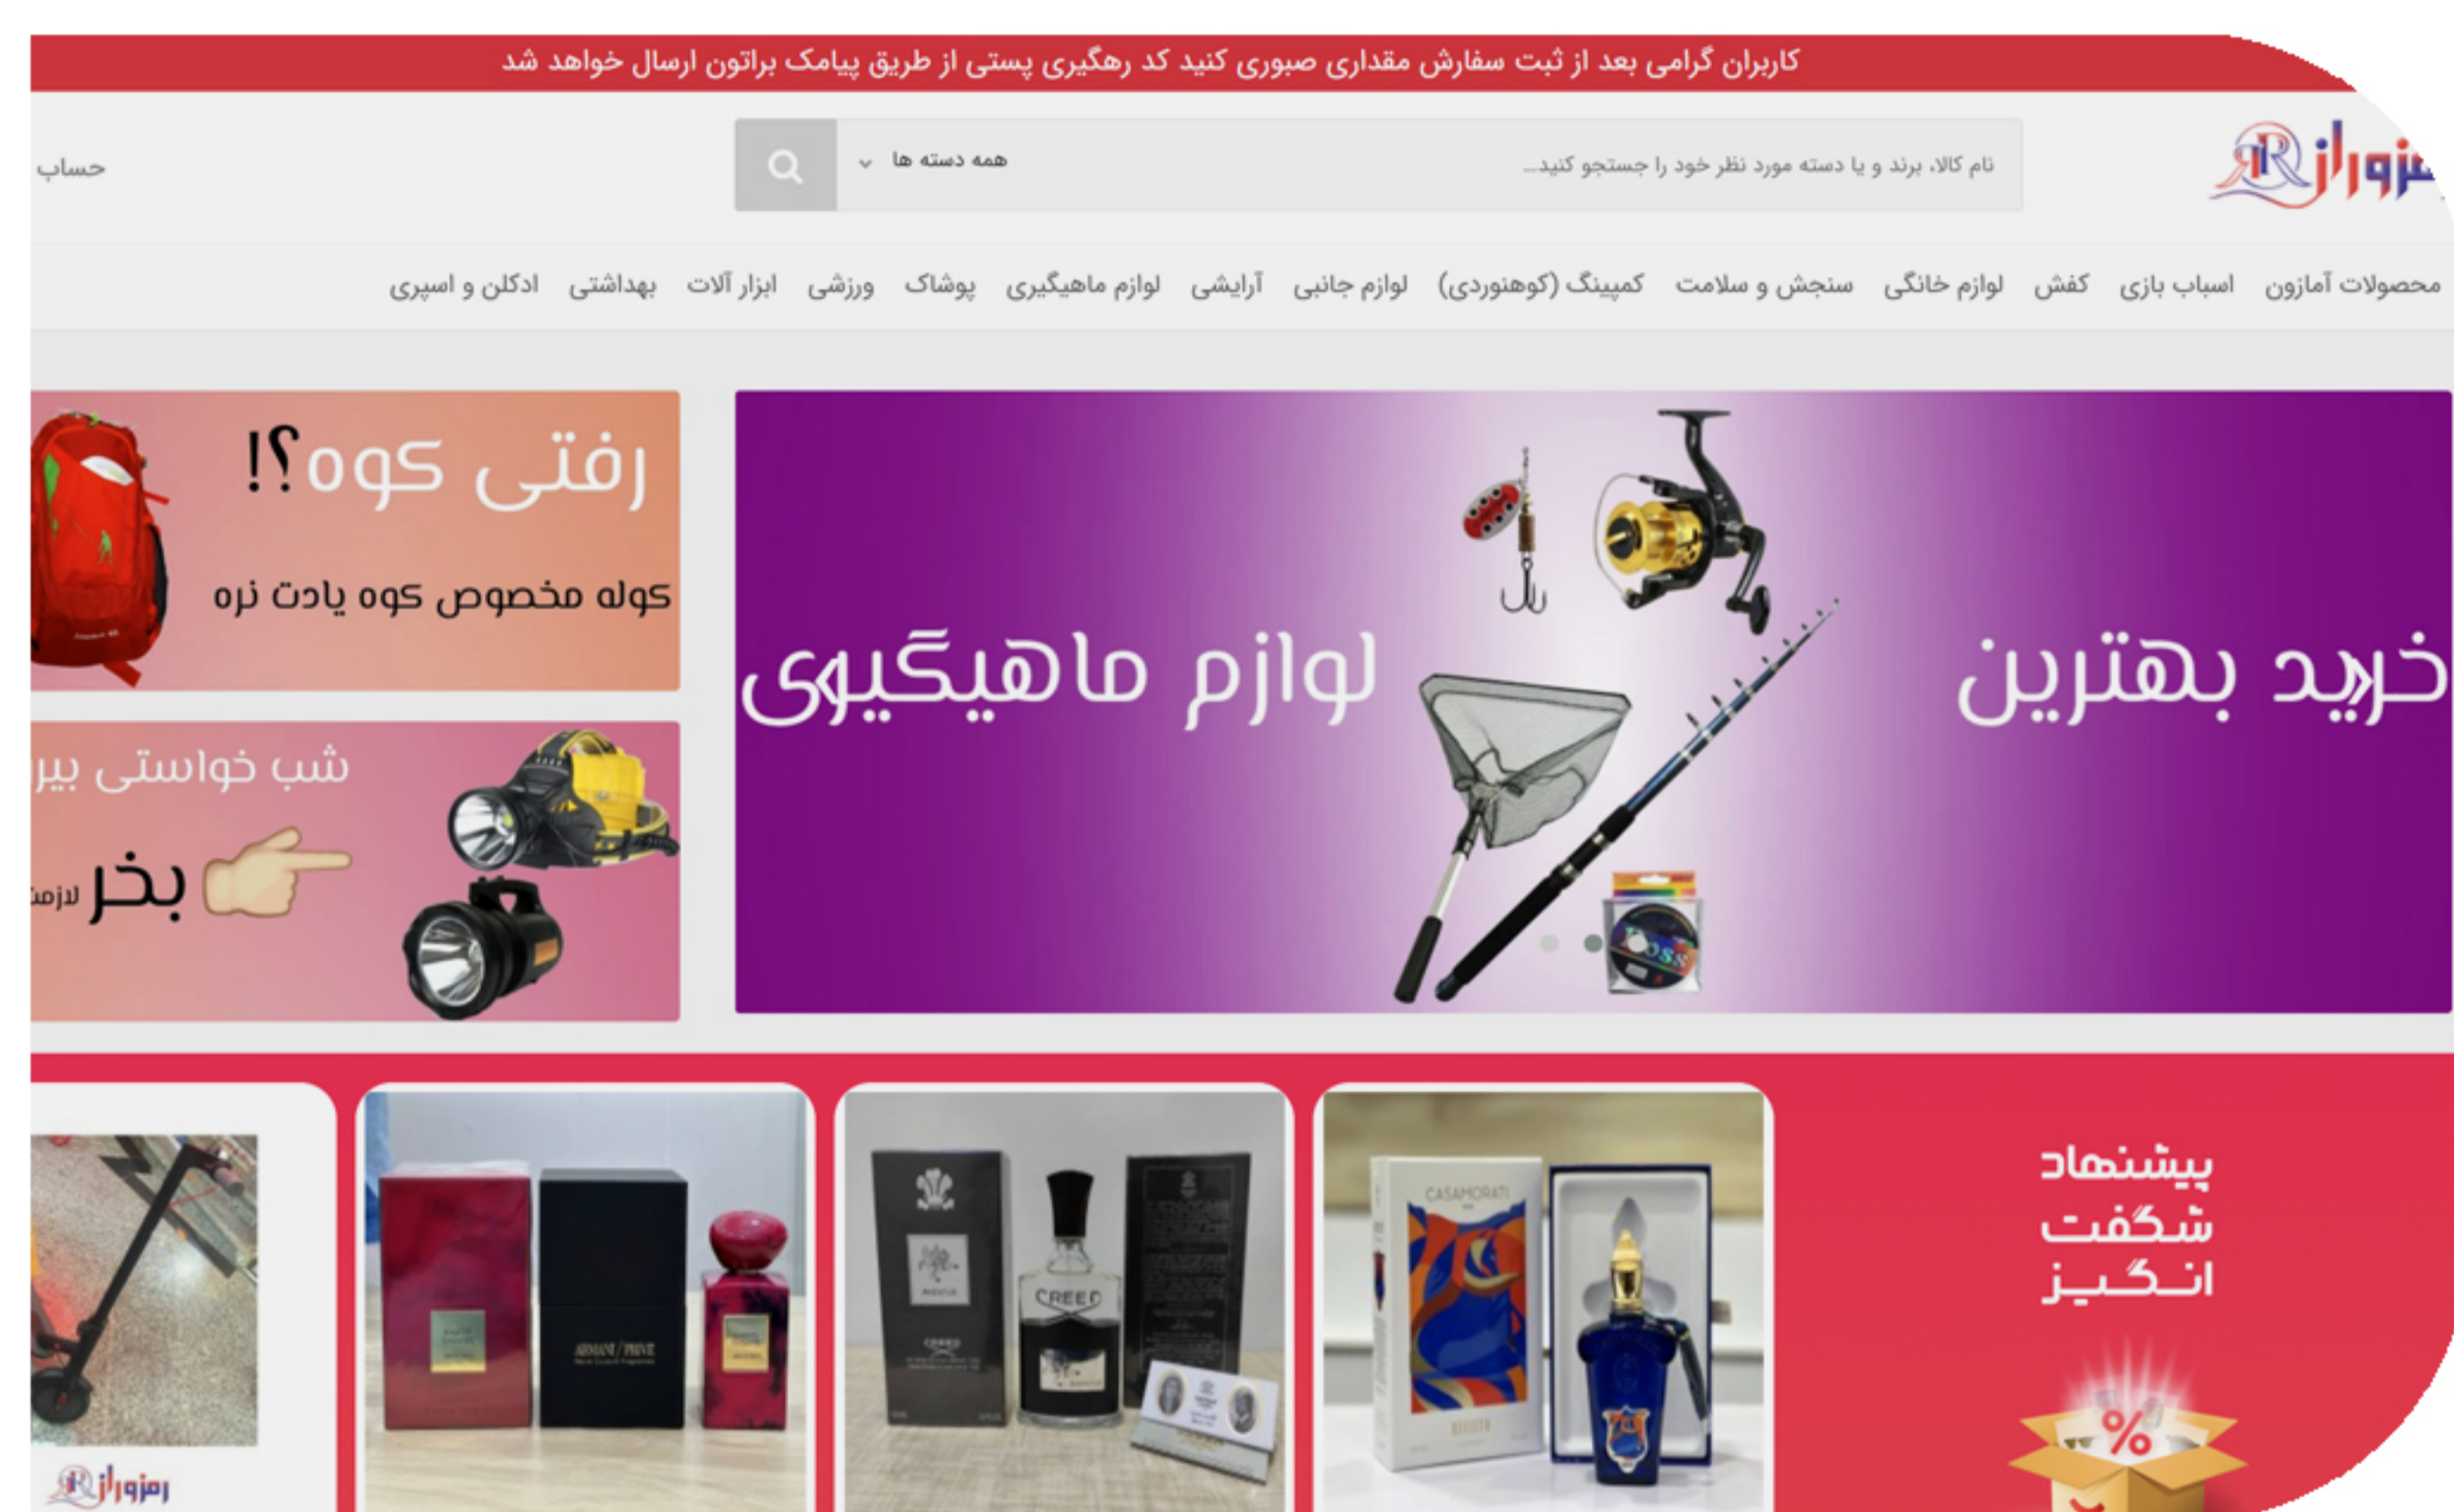 کاربران گرامی بعد از ثبت سفارش مقداری صبوری کنید کد رهگیری پستی از طریق پیامک براتون ارسال خواهد شد
نام کالا، برند و یا دسته مورد نظر خود را جستجو کنید...
همه دسته ها
حساب
محصولات آمازون
اسباب بازی
کفش
لوازم خانگی
سنجش و سلامت
کمپینگ (کوهنوردی)
لوازم جانبی
آرایشی
لوازم ماهیگیری
پوشاک
ورزشی
ابزار آلات
بهداشتی
ادکلن و اسپری
خرید بهترین
لوازم ماهیگیری
رفتی کوه؟!
کوله مخصوص کوه یادت نره
شب خواستی
بخر
پیشنهاد
شگفت
انگیز
%
CASAMORATI
CREED
CREED
ARMANI / PRIVÉ
رمزوراز